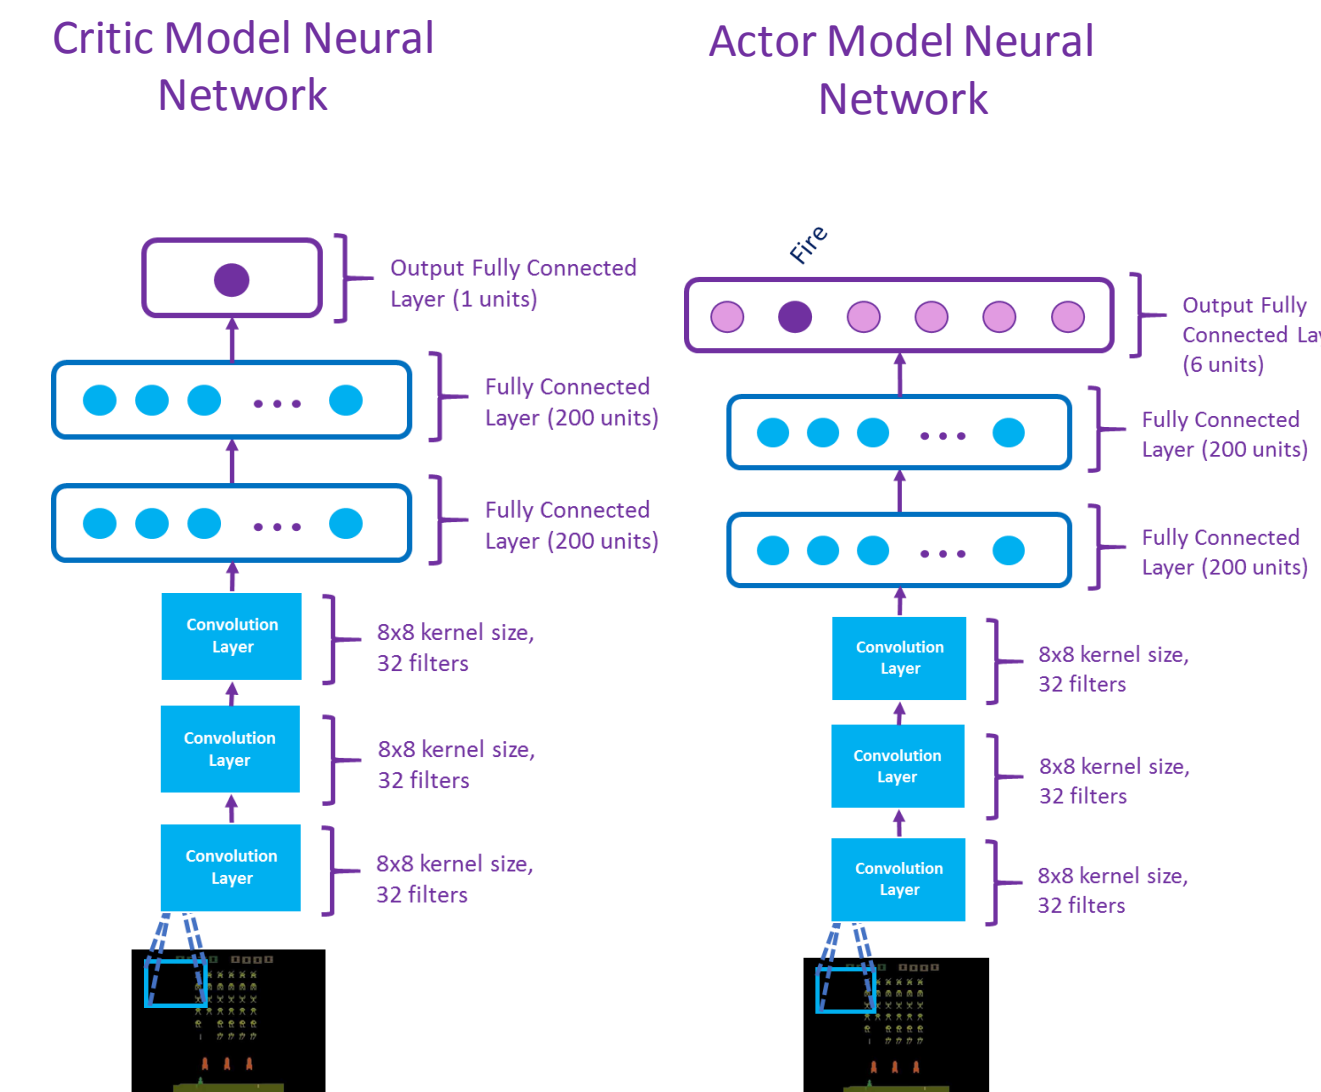 Critic Model Neural
Network
Output Fully Connected
Layer (1 units)
Fully Connected
Layer (200 units)
Fully Connected
Layer (200 units)
Convolution
Layer
8x8 kernel size,
32 filters
Convolution
Layer
8x8 kernel size,
32 filters
Convolution
Layer
8x8 kernel size,
32 filters
Actor Model Neural
Network
Fire
Output Fully
Connected
(6 units)
Fully Connected
Layer (200 units)
Fully Connected
Layer (200 units)
Convolution
Layer
8x8 kernel size,
32 filters
Convolution
Layer
8x8 kernel size,
32 filters
Convolution
Layer
8x8 kernel size,
32 filters